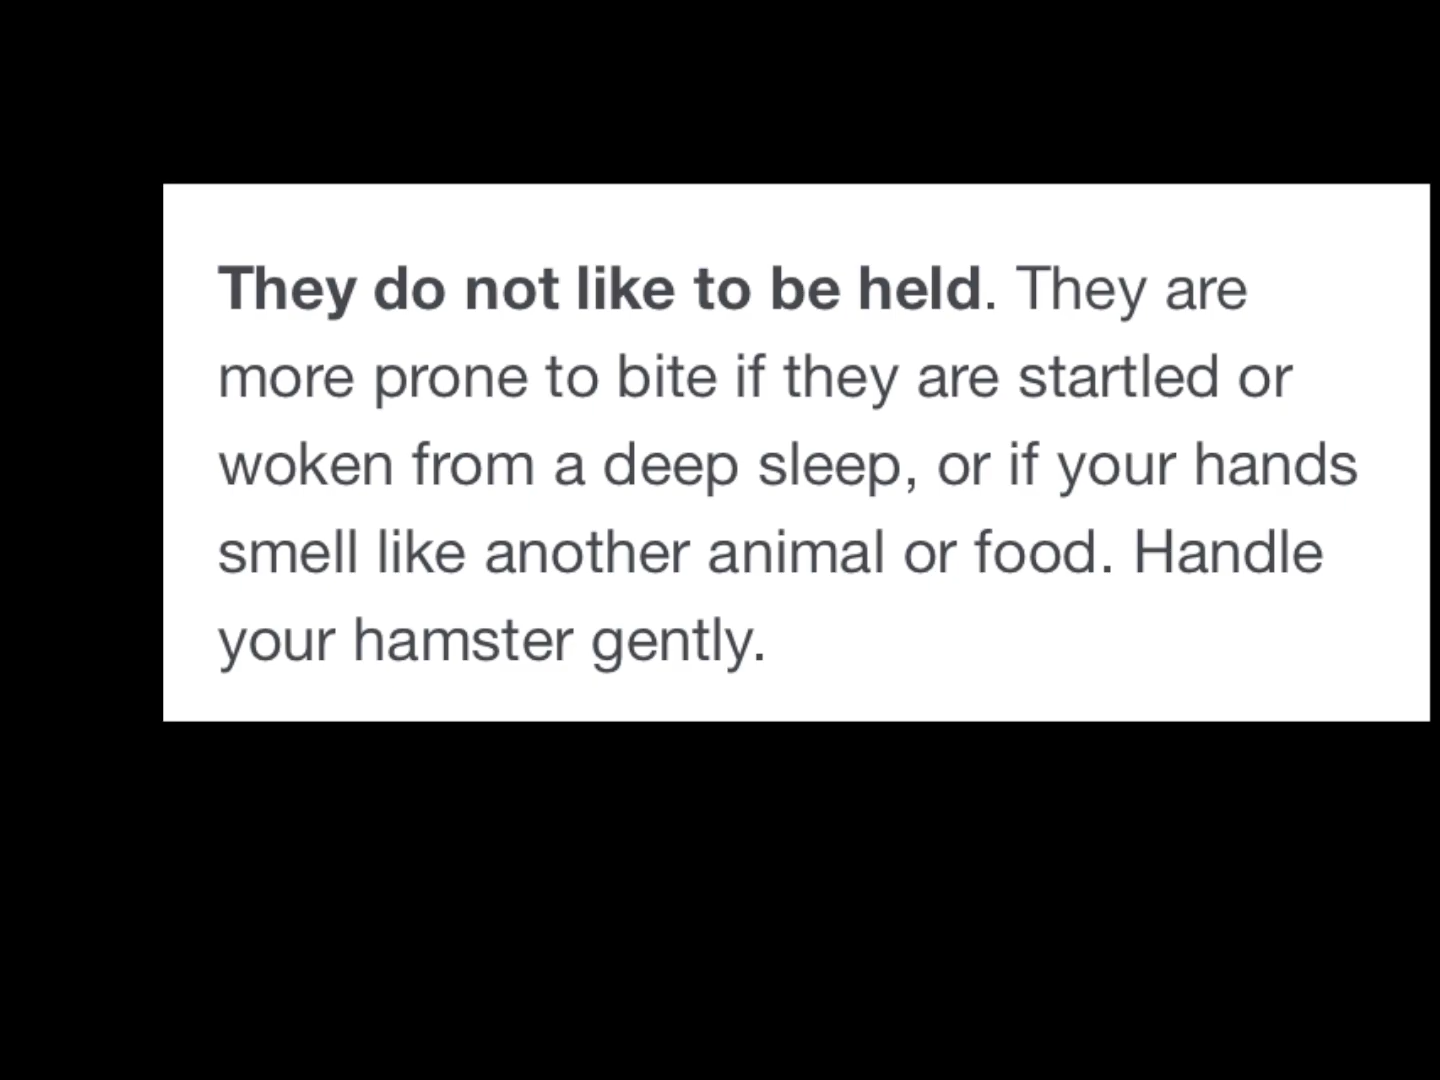 They do not like to be held. They are
more prone to bite if they are startled or
woken from a deep sleep, or if your hands
smell like another animal or food. Handle
your hamster gently.